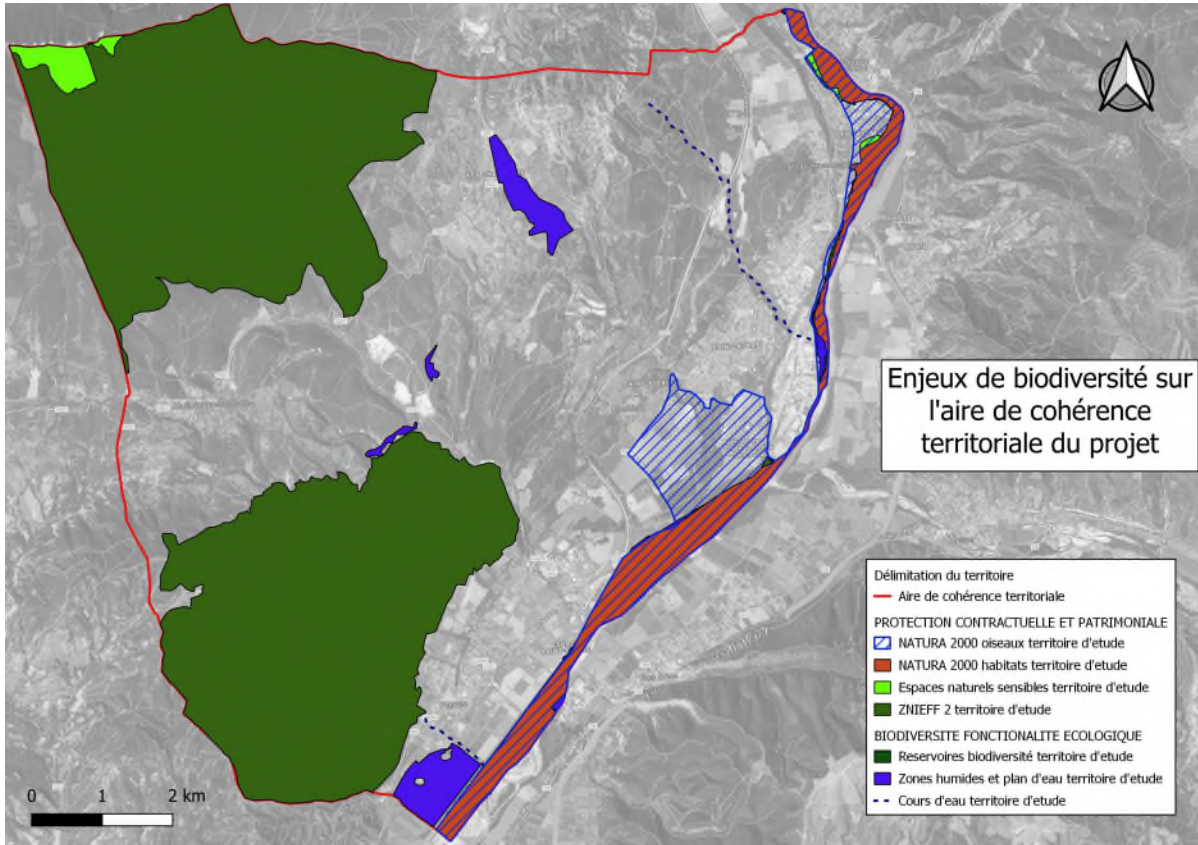 Enjeux de biodiversité sur
l'aire de cohérence
territoriale du projet
Délimitation du territoire
Aire de cohérence territoriale
PROTECTION CONTRACTUELLE ET PATRIMONIALE
NATURA 2000 oiseaux territoire d'etude
NATURA 2000 habitats territoire d'etude
Espaces naturels sensibles territoire d'etude
ZNIEFF 2 territoire d'etude
BIODIVERSITE FONCTIONALITE ECOLOGIQUE
Reservoires biodiversité territoire d'etude
Zones humides et plan d'eau territoire d'etude
Cours d'eau territoire d'etude
0 1 2 km